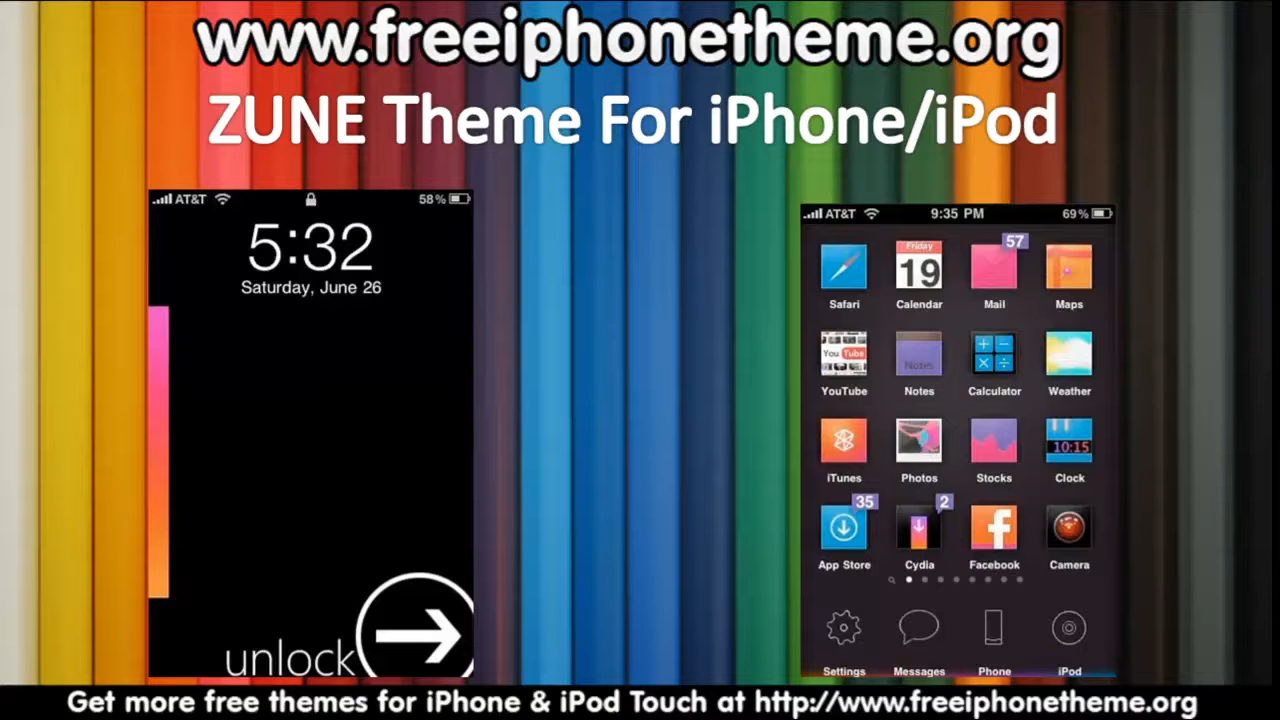 www.freeiphonetheme.org
ZUNE Theme For iPhone/iPod
AT&T 58%
5:32
Saturday, June 26
unlock
AT&T 9:35 PM 69%
Friday 57
19
Safari Calendar Mail Maps
You Tube Notes + − × ÷
YouTube Notes Calculator Weather
10:15
iTunes Photos Stocks Clock
35 2
f
App Store Cydia Facebook Camera
Settings Messages Phone iPod
Get more free themes for iPhone & iPod Touch at http://www.freeiphonetheme.org